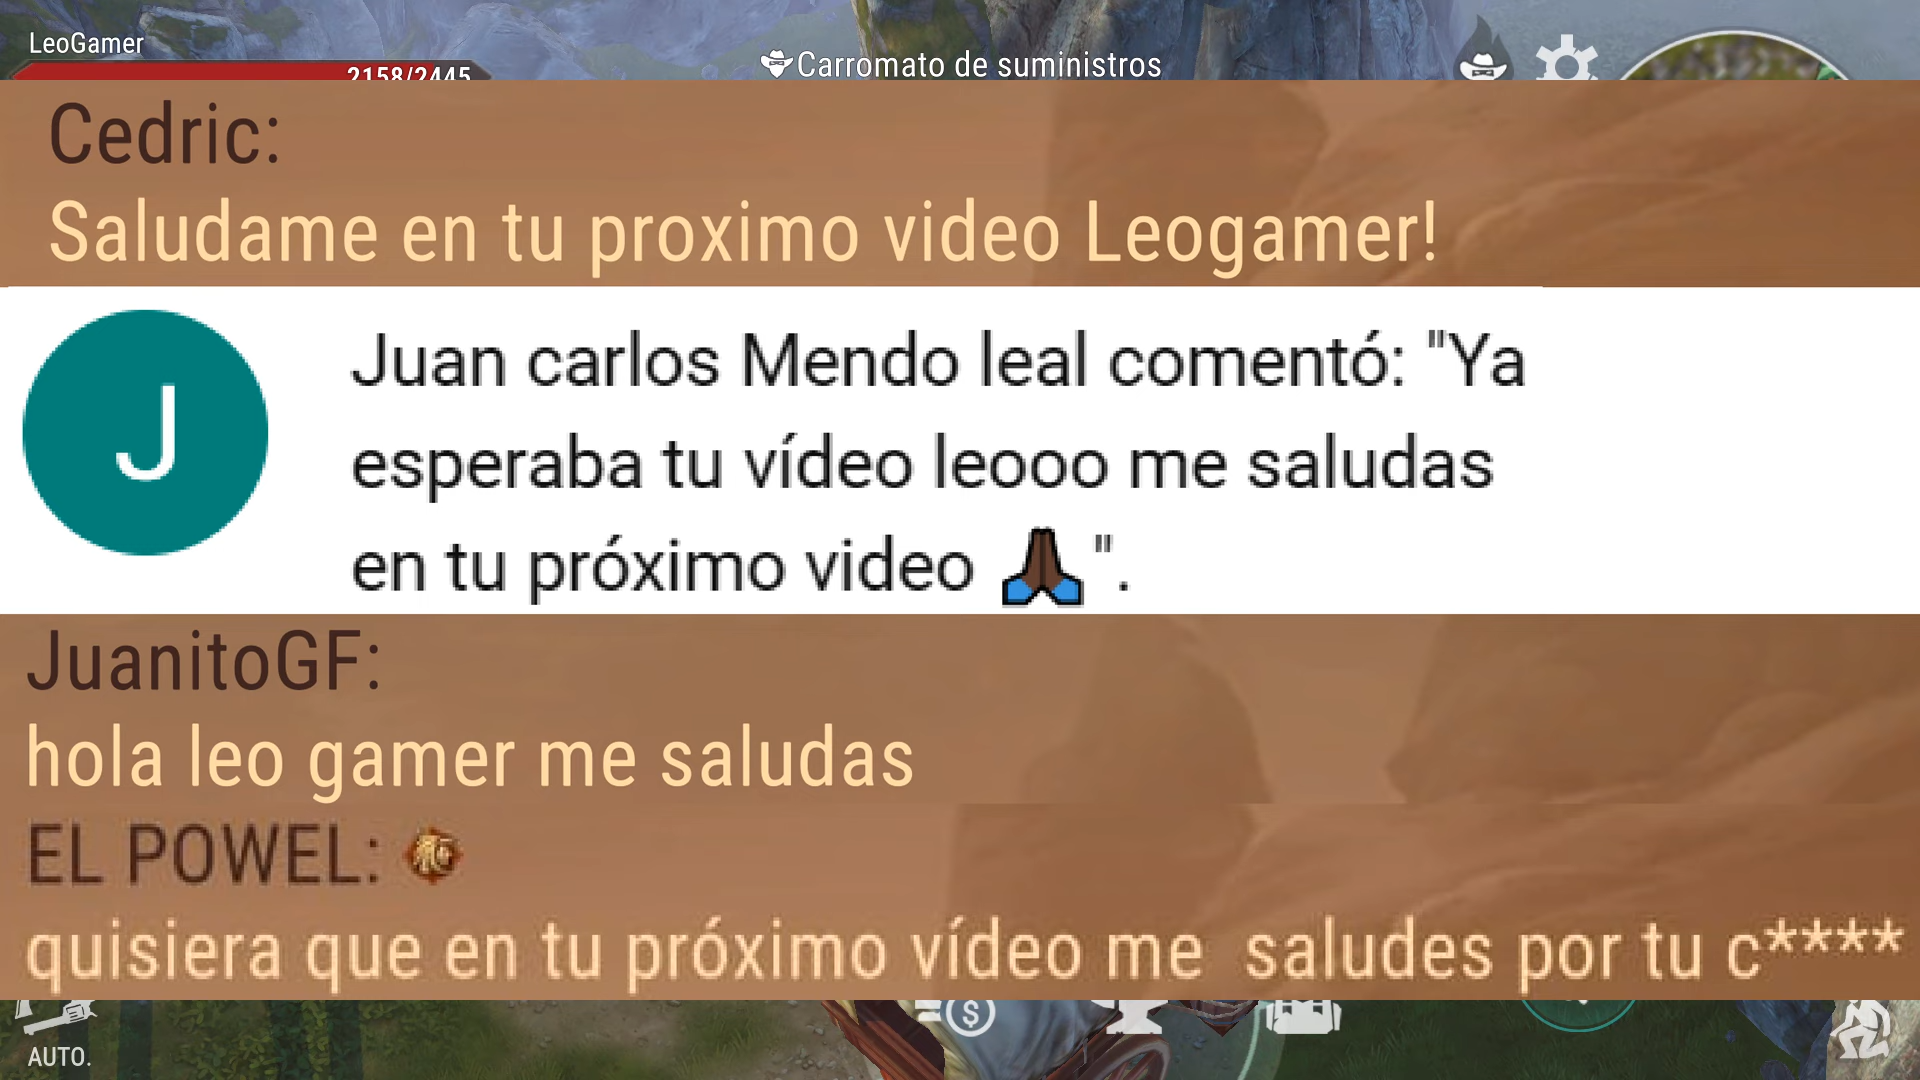 LeoGamer
2158/2445
Carromato de suministros
Cedric:
Saludame en tu proximo video Leogamer!
J
Juan carlos Mendo leal comentó: "Ya
esperaba tu vídeo leooo me saludas
en tu próximo video 🙏🏿".
JuanitoGF:
hola leo gamer me saludas
EL POWEL:
quisiera que en tu próximo vídeo me  saludes por tu c****
AUTO.